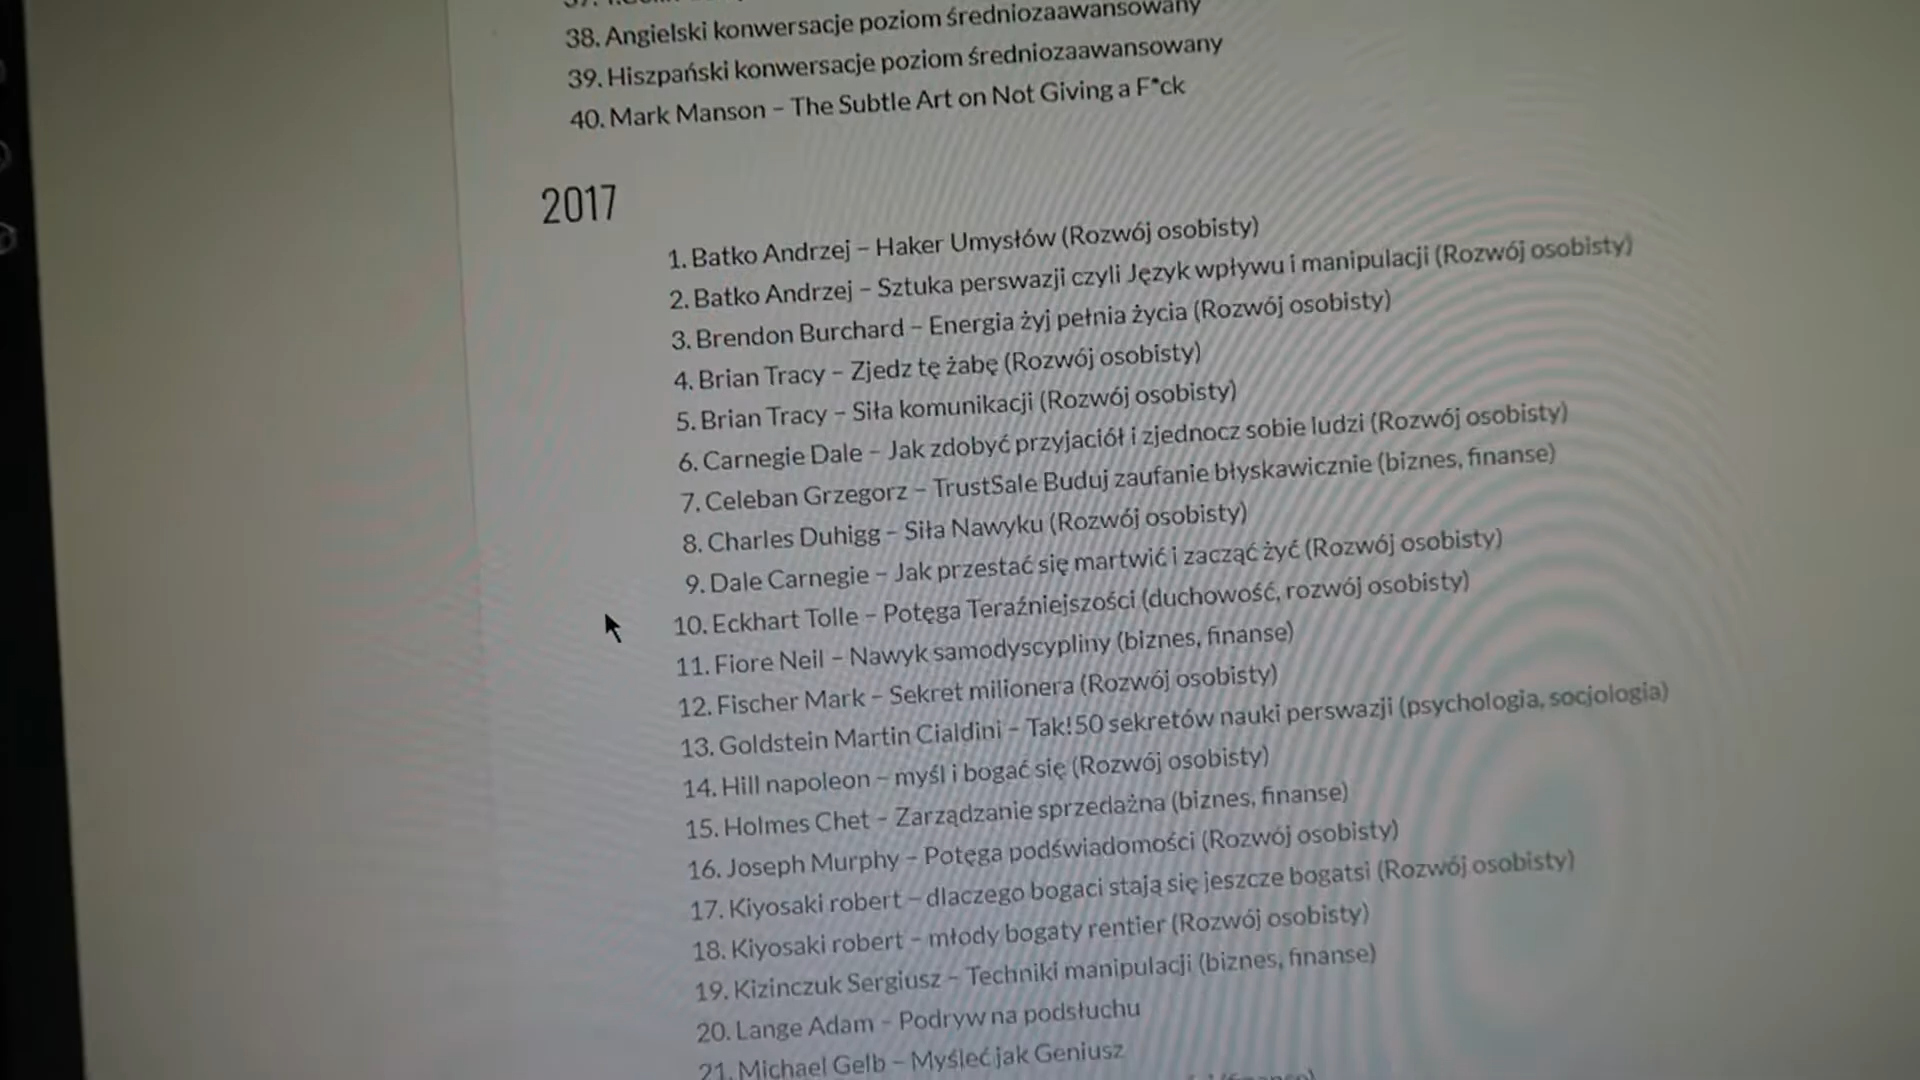 38. Angielski konwersacje poziom średniozaawansowany
39. Hiszpański konwersacje poziom średniozaawansowany
40. Mark Manson – The Subtle Art on Not Giving a F*ck
2017
1. Batko Andrzej – Haker Umysłów (Rozwój osobisty)
2. Batko Andrzej – Sztuka perswazji czyli Język wpływu i manipulacji (Rozwój osobisty)
3. Brendon Burchard – Energia żyj pełnia życia (Rozwój osobisty)
4. Brian Tracy – Zjedz tę żabę (Rozwój osobisty)
5. Brian Tracy – Siła komunikacji (Rozwój osobisty)
6. Carnegie Dale – Jak zdobyć przyjaciół i zjednocz sobie ludzi (Rozwój osobisty)
7. Celeban Grzegorz – TrustSale Buduj zaufanie błyskawicznie (biznes, finanse)
8. Charles Duhigg – Siła Nawyku (Rozwój osobisty)
9. Dale Carnegie – Jak przestać się martwić i zacząć żyć (Rozwój osobisty)
10. Eckhart Tolle – Potęga Teraźniejszości (duchowość, rozwój osobisty)
11. Fiore Neil – Nawyk samodyscypliny (biznes, finanse)
12. Fischer Mark – Sekret milionera (Rozwój osobisty)
13. Goldstein Martin Cialdini – Tak!50 sekretów nauki perswazji (psychologia, socjologia)
14. Hill napoleon – myśl i bogać się (Rozwój osobisty)
15. Holmes Chet – Zarządzanie sprzedażna (biznes, finanse)
16. Joseph Murphy – Potęga podświadomości (Rozwój osobisty)
17. Kiyosaki robert – dlaczego bogaci stają się jeszcze bogatsi (Rozwój osobisty)
18. Kiyosaki robert – młody bogaty rentier (Rozwój osobisty)
19. Kizinczuk Sergiusz – Techniki manipulacji (biznes, finanse)
20. Lange Adam – Podryw na podsłuchu
21. Michael Gelb – Myśleć jak Geniusz